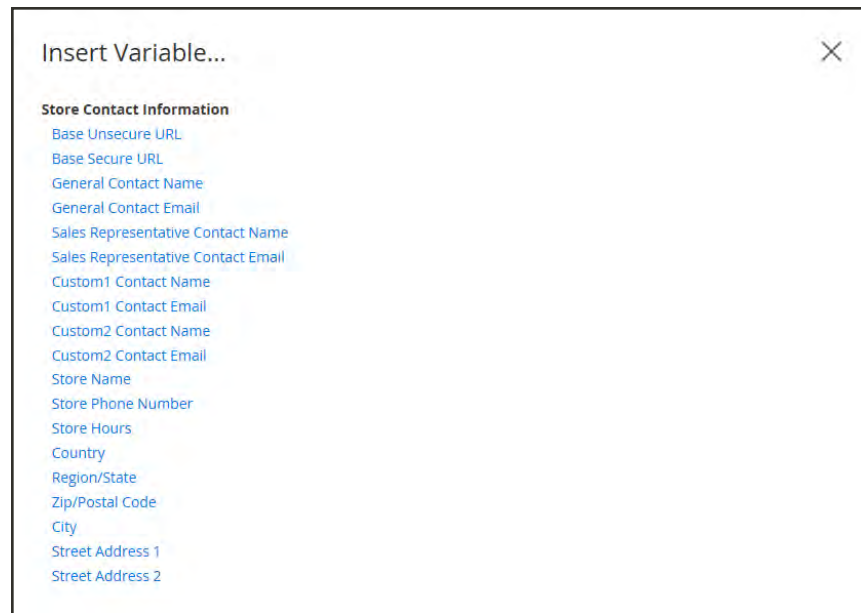 Insert Variable...
Store Contact Information
Base Unsecure URL
Base Secure URL
General Contact Name
General Contact Email
Sales Representative Contact Name
Sales Representative Contact Email
Custom1 Contact Name
Custom1 Contact Email
Custom2 Contact Name
Custom2 Contact Email
Store Name
Store Phone Number
Store Hours
Country
Region/State
Zip/Postal Code
City
Street Address 1
Street Address 2